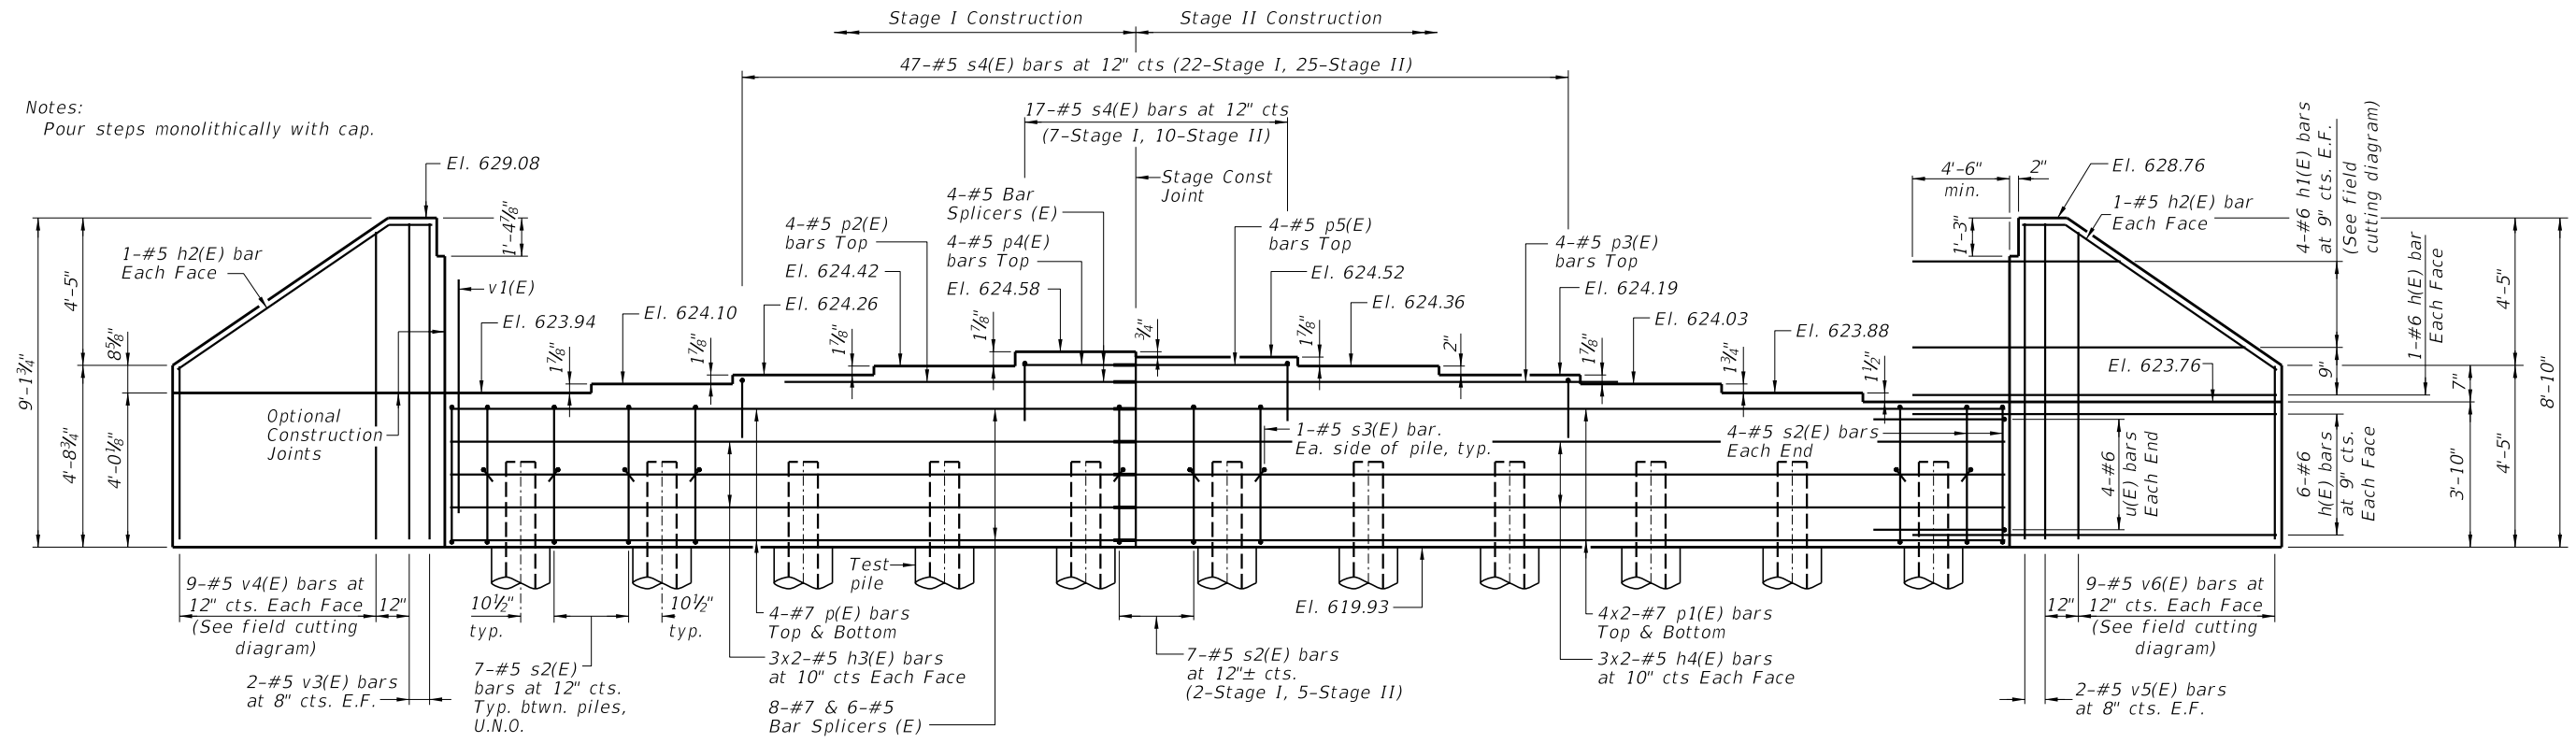 Stage I Construction
Stage II Construction
47-#5 s4(E) bars at 12" cts (22-Stage I, 25-Stage II)
Notes:
Pour steps monolithically with cap.
17-#5 s4(E) bars at 12" cts
(7-Stage I, 10-Stage II)
Stage Const
Joint
El. 629.08
1'-4⅞"
1-#5 h2(E) bar
Each Face
9'-1¾"
4'-5"
8⅝"
4'-8¾"
4'-0⅛"
v1(E)
El. 623.94
Optional
Construction
Joints
1⅞"
El. 624.10
1⅞"
El. 624.26
4-#5 p2(E)
bars Top
El. 624.42
1⅞"
4-#5 Bar
Splicers (E)
4-#5 p4(E)
bars Top
El. 624.58
1⅞"
¾"
4-#5 p5(E)
bars Top
El. 624.52
1⅞"
El. 624.36
2"
4-#5 p3(E)
bars Top
El. 624.19
1⅞"
El. 624.03
1¾"
El. 623.88
1½"
El. 623.76
4'-6"
min.
2"
1'-3"
El. 628.76
1-#5 h2(E) bar
Each Face
4-#6 h1(E) bars
at 9" cts. E.F.
(See field
cutting diagram)
1-#6 h(E) bar
Each Face
9"
7"
4'-5"
8'-10"
3'-10"
4'-5"
6-#6
h(E) bars
at 9" cts.
Each Face
4-#6
u(E) bars
Each End
4-#5 s2(E) bars
Each End
1-#5 s3(E) bar.
Ea. side of pile, typ.
Test
pile
El. 619.93
9-#5 v4(E) bars at
12" cts. Each Face
(See field cutting
diagram)
12"
2-#5 v3(E) bars
at 8" cts. E.F.
10½"
typ.
10½"
typ.
7-#5 s2(E)
bars at 12" cts.
Typ. btwn. piles,
U.N.O.
4-#7 p(E) bars
Top & Bottom
3x2-#5 h3(E) bars
at 10" cts Each Face
8-#7 & 6-#5
Bar Splicers (E)
7-#5 s2(E) bars
at 12"± cts.
(2-Stage I, 5-Stage II)
4x2-#7 p1(E) bars
Top & Bottom
3x2-#5 h4(E) bars
at 10" cts Each Face
12"
9-#5 v6(E) bars at
12" cts. Each Face
(See field cutting
diagram)
2-#5 v5(E) bars
at 8" cts. E.F.